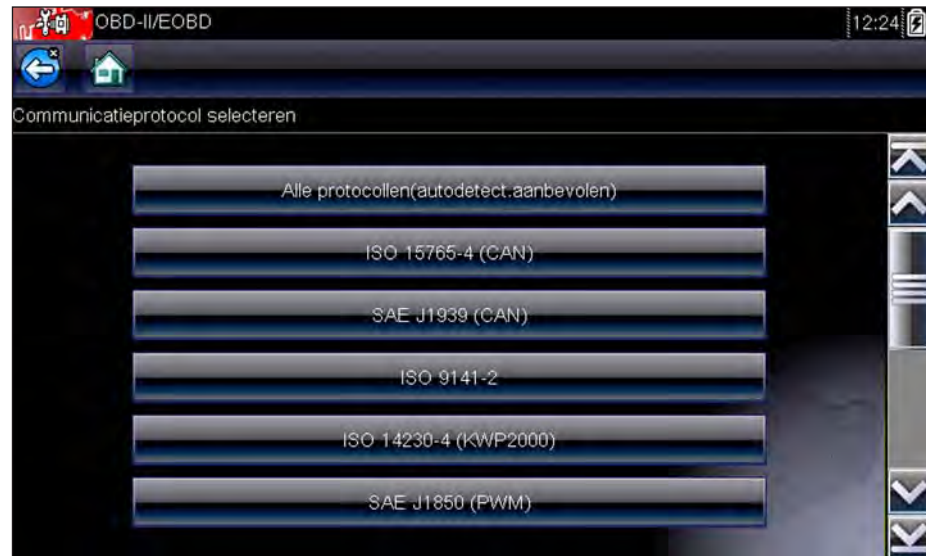 OBD-II/EOBD 12:24
Communicatieprotocol selecteren
Alle protocollen(autodetect.aanbevolen)
ISO 15765-4 (CAN)
SAE J1939 (CAN)
ISO 9141-2
ISO 14230-4 (KWP2000)
SAE J1850 (PWM)